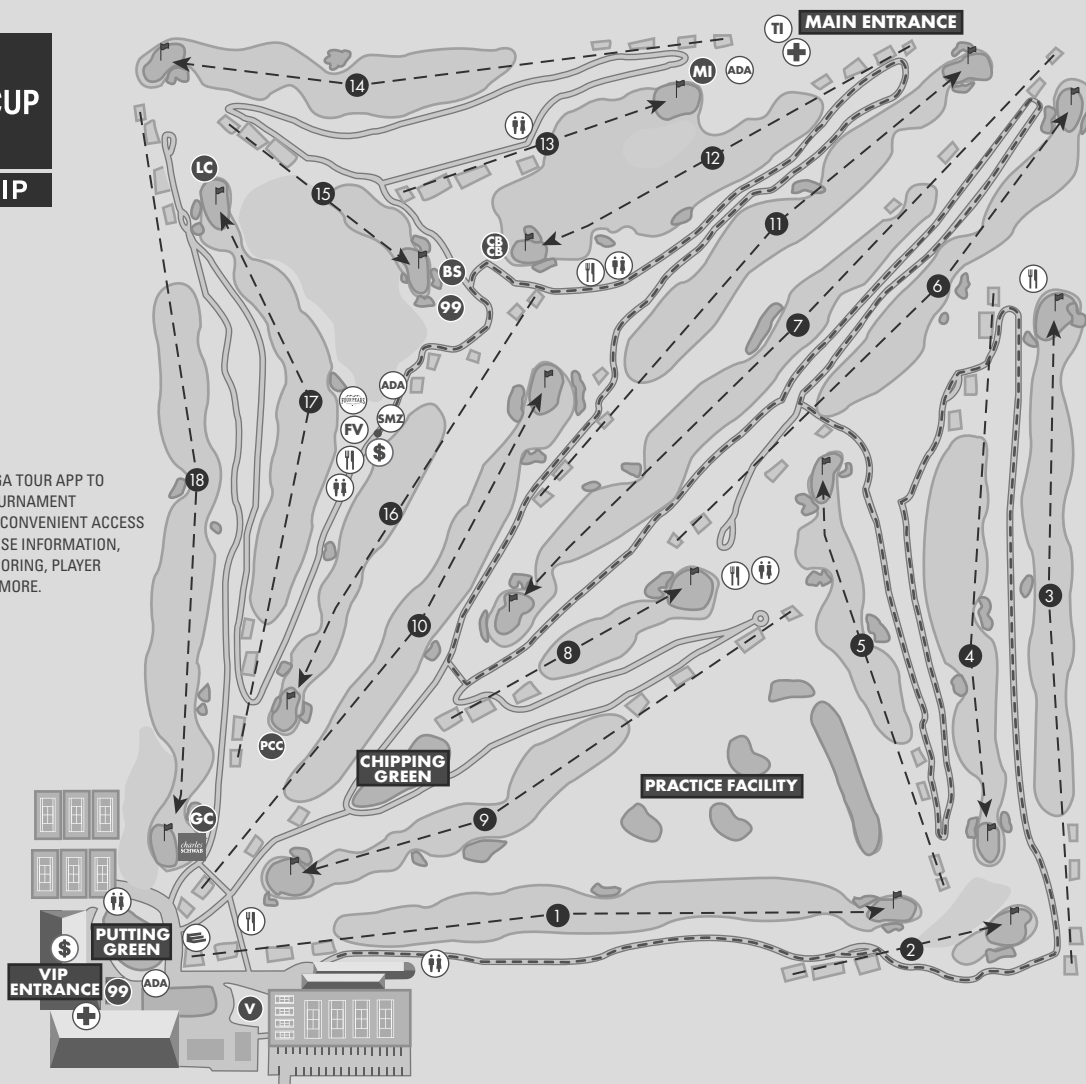 CUP
IP
GA TOUR APP TO
URNAMENT
CONVENIENT ACCESS
SE INFORMATION,
ORING, PLAYER
MORE.
TI
MAIN ENTRANCE
14
MI
ADA
13
12
LC
15
11
CB
CB
BS
99
6
7
ADA
17
FV
SMZ
$
18
16
10
8
5
4
3
PCC
CHIPPING
GREEN
PRACTICE FACILITY
GC
charles
SCHWAB
9
1
2
PUTTING
GREEN
$
VIP
ENTRANCE
99
ADA
V